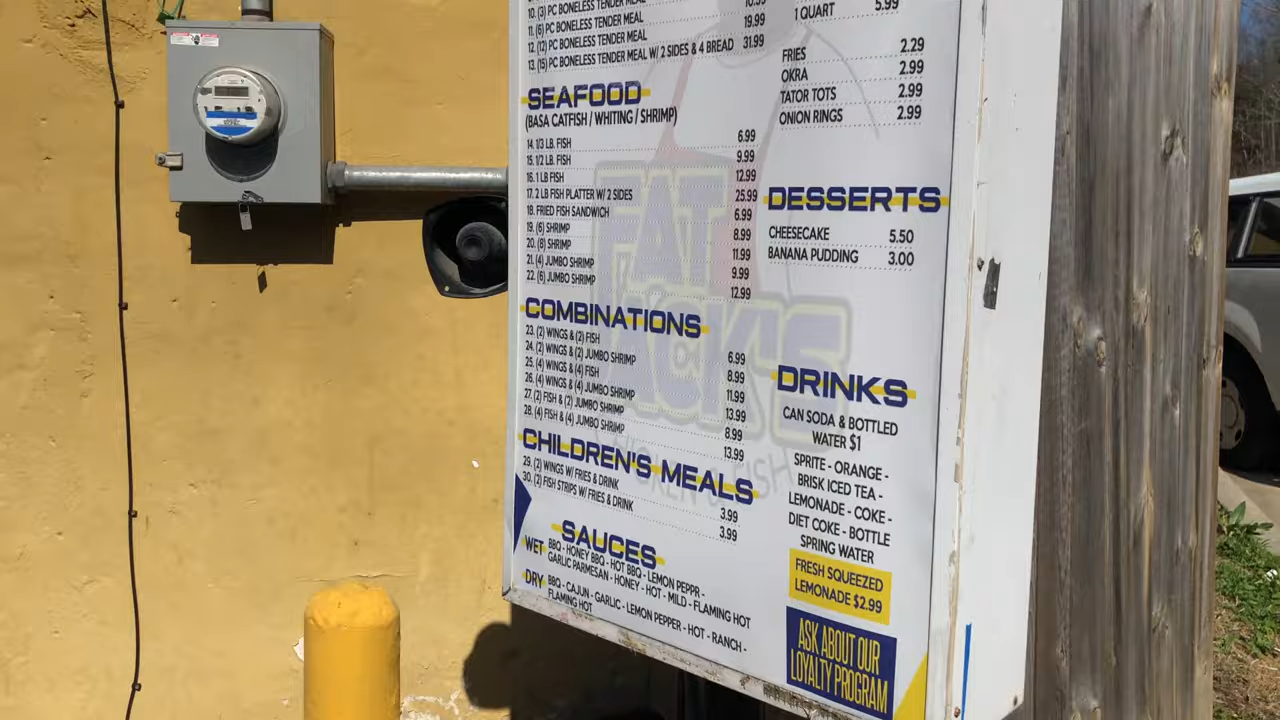 10. (3) PC BONELESS TENDER MEAL
11. (6) PC BONELESS TENDER MEAL 19.99
12. (12) PC BONELESS TENDER MEAL 31.99
13. (15) PC BONELESS TENDER MEAL W/ 2 SIDES & 4 BREAD
SEAFOOD
(BASA CATFISH / WHITING / SHRIMP)
14. 1/3 LB. FISH 6.99
15. 1/2 LB. FISH 9.99
16. 1 LB FISH 12.99
17. 2 LB FISH PLATTER W/ 2 SIDES 25.99
18. FRIED FISH SANDWICH 6.99
19. (6) SHRIMP 8.99
20. (8) SHRIMP 11.99
21. (4) JUMBO SHRIMP 9.99
22. (6) JUMBO SHRIMP 12.99
COMBINATIONS
23. (2) WINGS & (2) FISH 6.99
24. (2) WINGS & (2) JUMBO SHRIMP 8.99
25. (4) WINGS & (4) FISH 11.99
26. (4) WINGS & (4) JUMBO SHRIMP 13.99
27. (2) FISH & (2) JUMBO SHRIMP 8.99
28. (4) FISH & (4) JUMBO SHRIMP 13.99
CHILDREN'S MEALS
29. (2) WINGS W/ FRIES & DRINK 3.99
30. (2) FISH STRIPS W/ FRIES & DRINK 3.99
SAUCES
WET BBQ - HONEY BBQ - HOT BBQ - LEMON PEPPR -
GARLIC PARMESAN - HONEY - HOT - MILD - FLAMING HOT
DRY BBQ - CAJUN - GARLIC - LEMON PEPPER - HOT - RANCH -
FLAMING HOT
1 QUART 5.99
FRIES 2.29
OKRA 2.99
TATOR TOTS 2.99
ONION RINGS 2.99
DESSERTS
CHEESECAKE 5.50
BANANA PUDDING 3.00
DRINKS
CAN SODA & BOTTLED
WATER $1
SPRITE - ORANGE -
BRISK ICED TEA -
LEMONADE - COKE -
DIET COKE - BOTTLE
SPRING WATER
FRESH SQUEEZED
LEMONADE $2.99
ASK ABOUT OUR
LOYALTY PROGRAM
FAT
JACK'S
CHICKEN & FISH